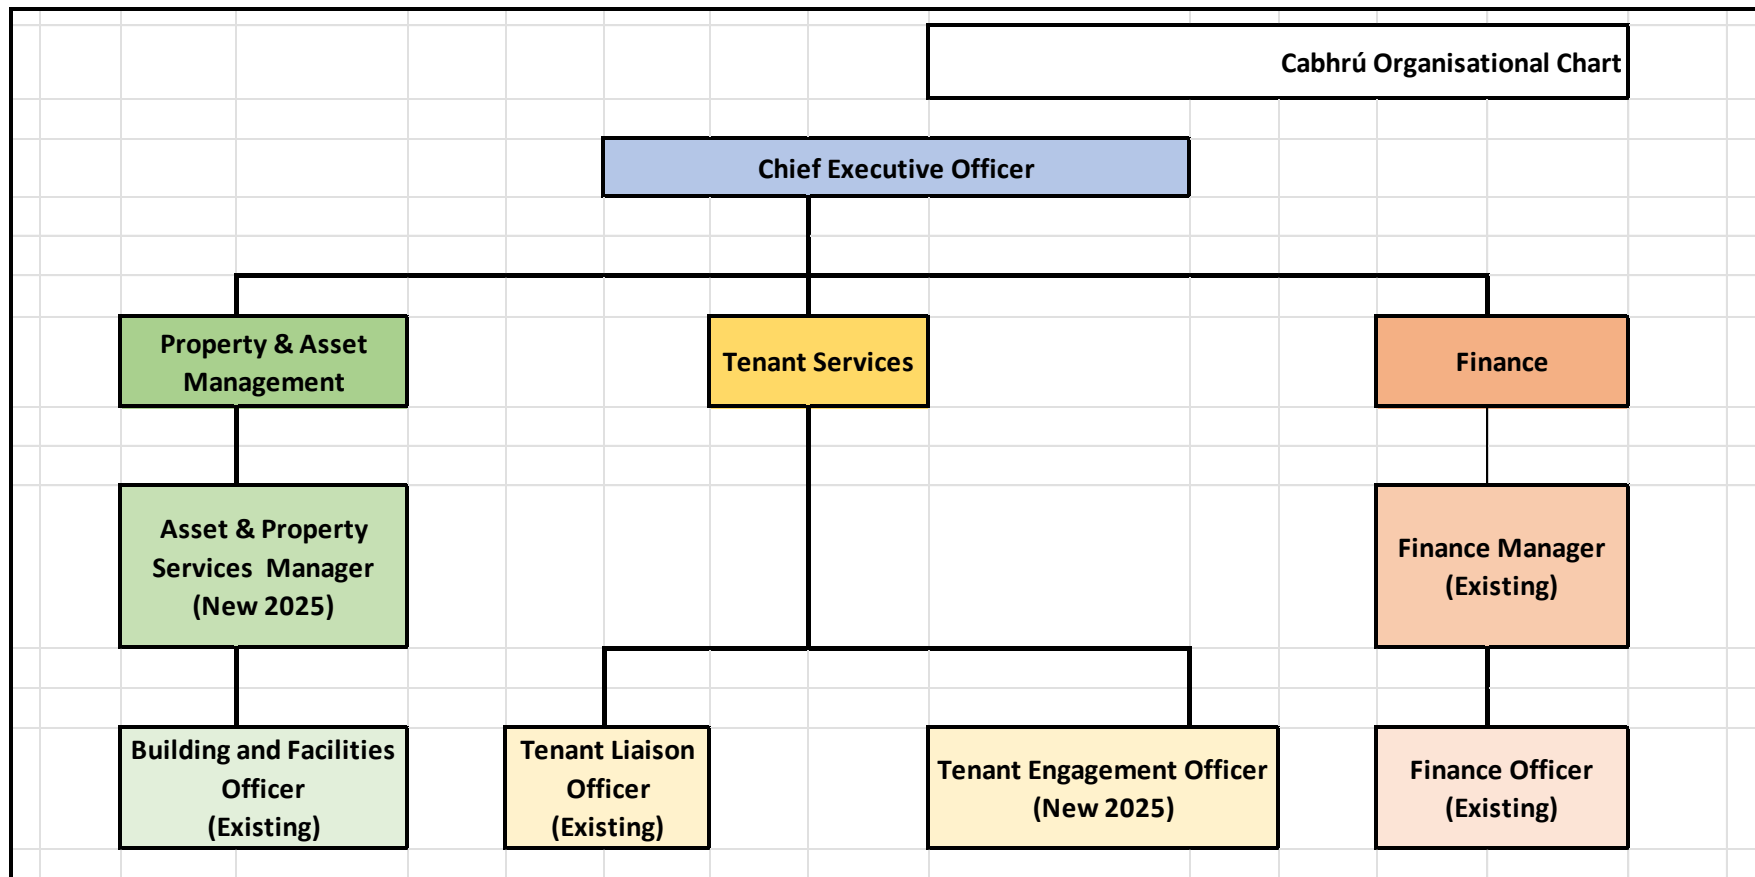 Cabhrú Organisational Chart
Chief Executive Officer
Property & Asset
Management
Tenant Services
Finance
Asset & Property
Services  Manager
(New 2025)
Finance Manager
(Existing)
Building and Facilities
Officer
(Existing)
Tenant Liaison
Officer
(Existing)
Tenant Engagement Officer
(New 2025)
Finance Officer
(Existing)